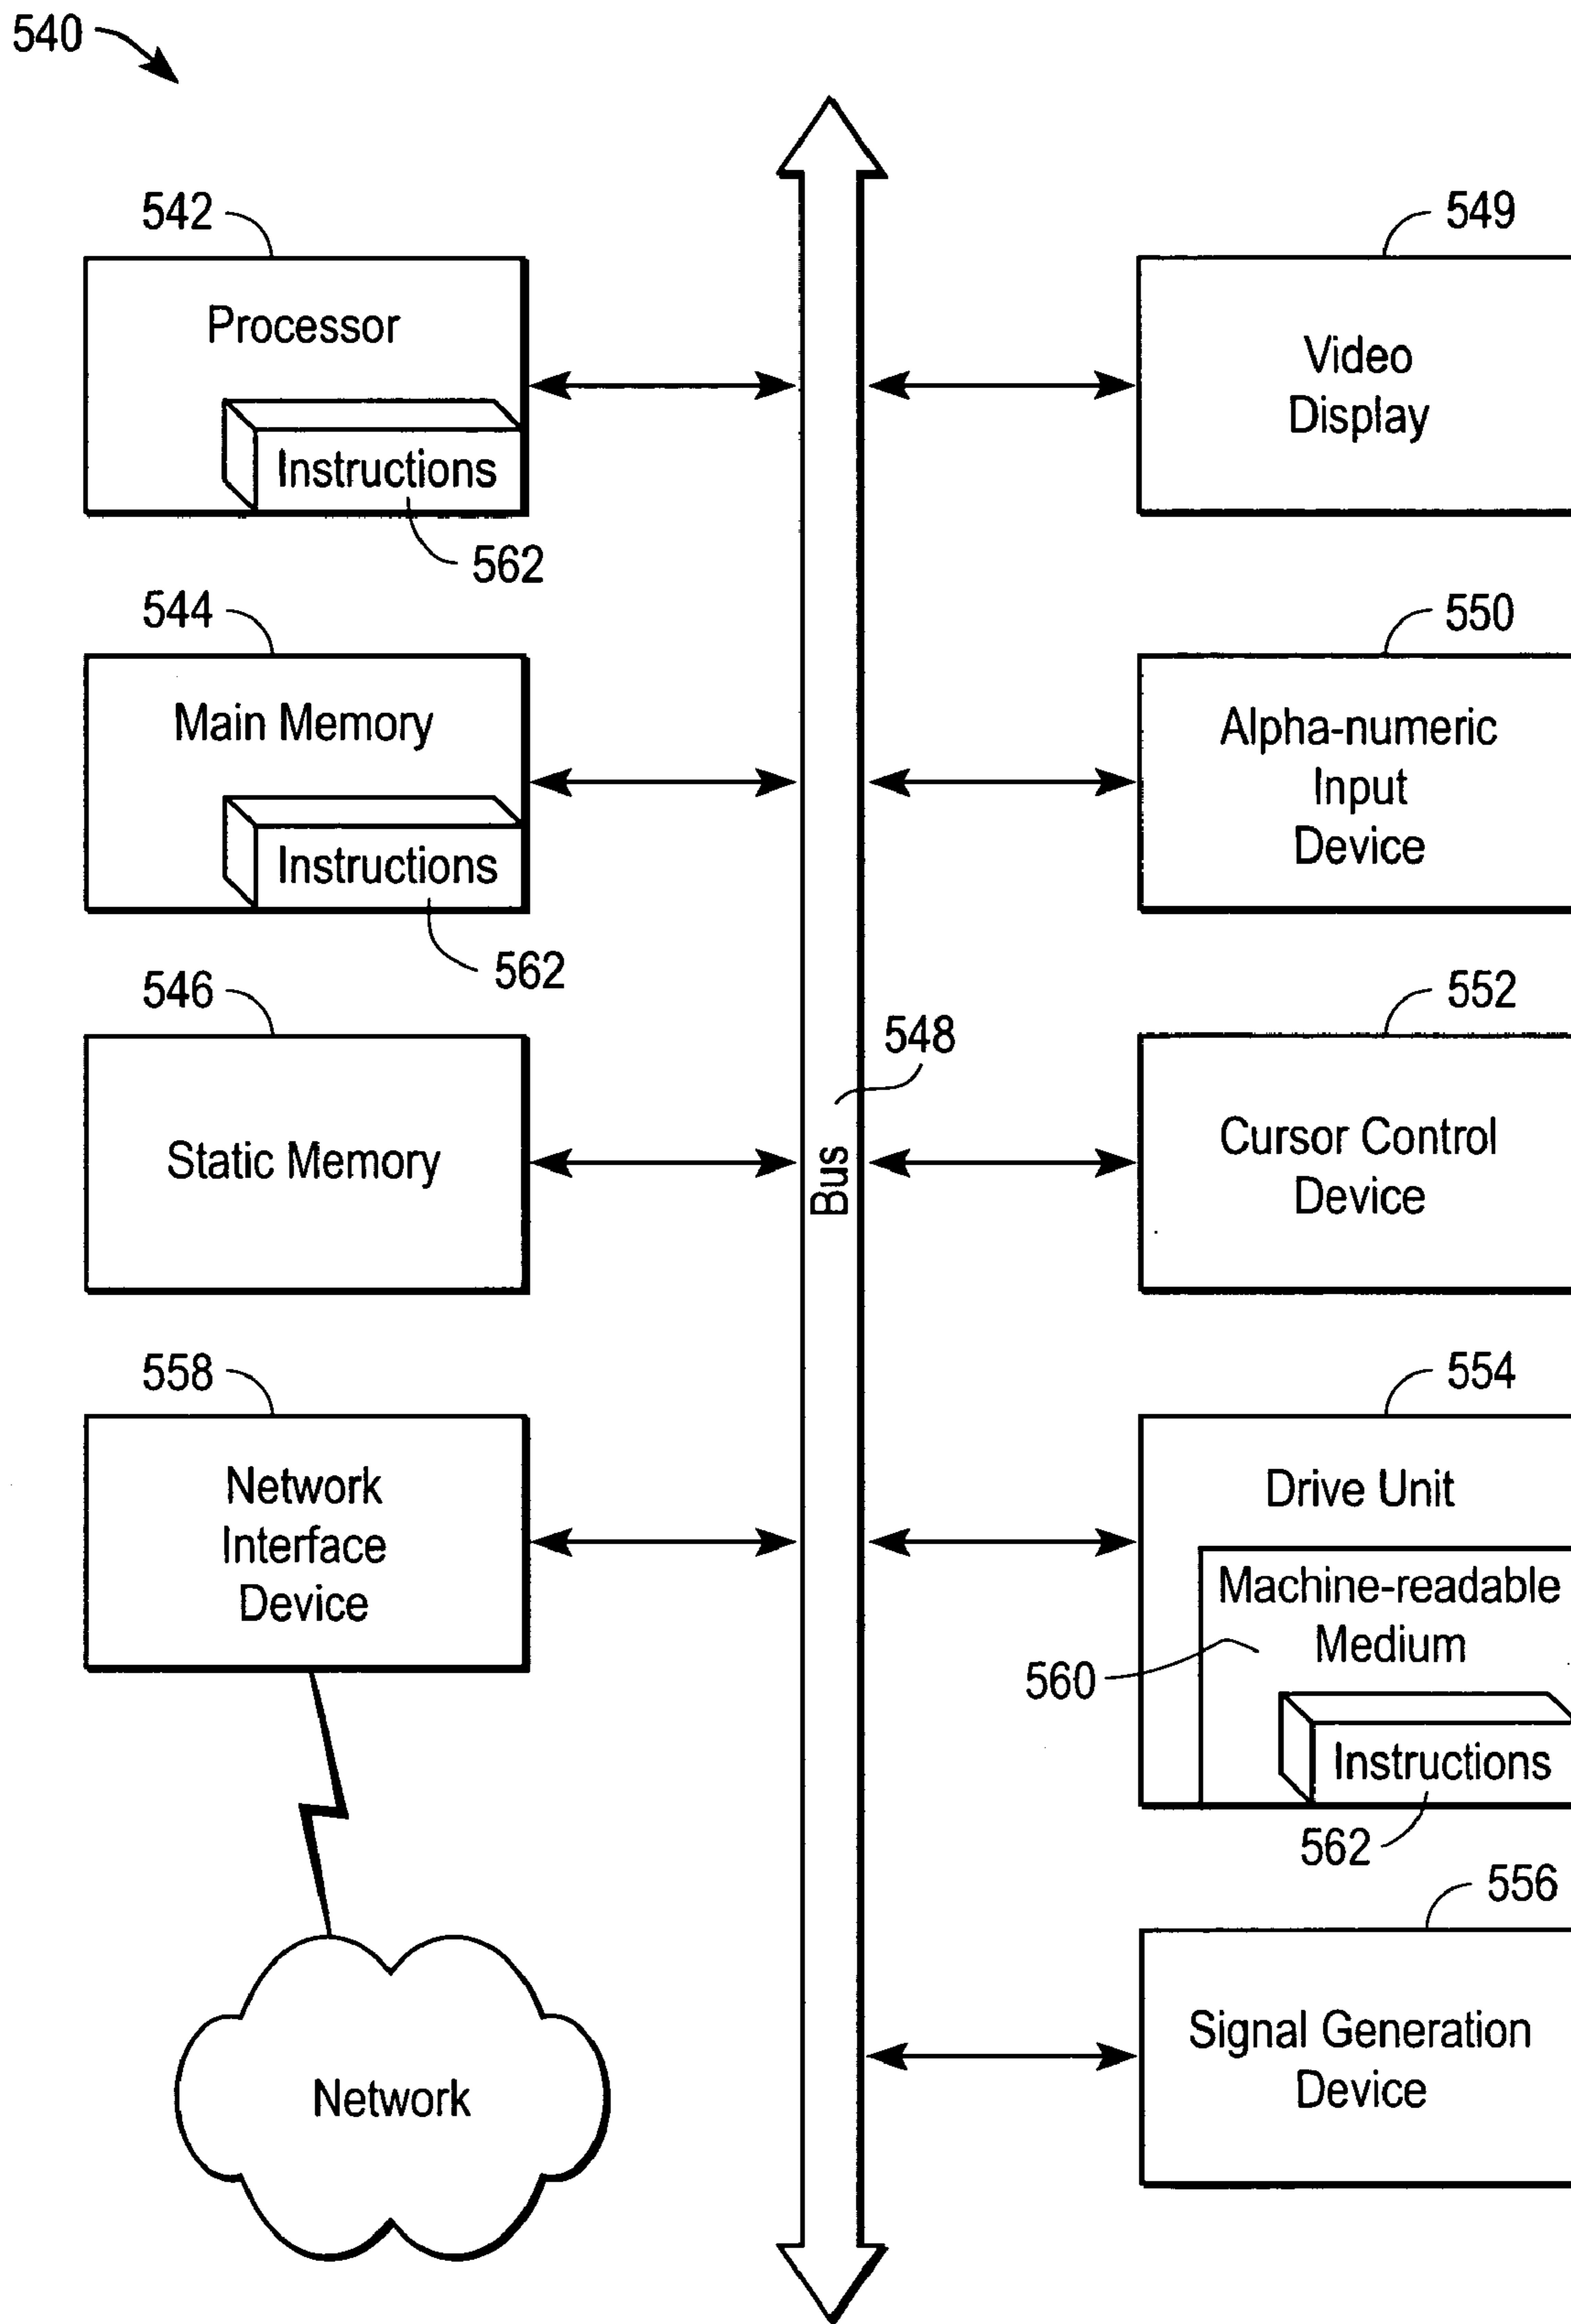 540
542
Processor
Instructions
562
544
Main Memory
Instructions
562
546
Static Memory
558
Network
Interface
Device
Network
548
Bus
549
Video
Display
550
Alpha-numeric
Input
Device
552
Cursor Control
Device
554
Drive Unit
Machine-readable
Medium
560
Instructions
562
556
Signal Generation
Device